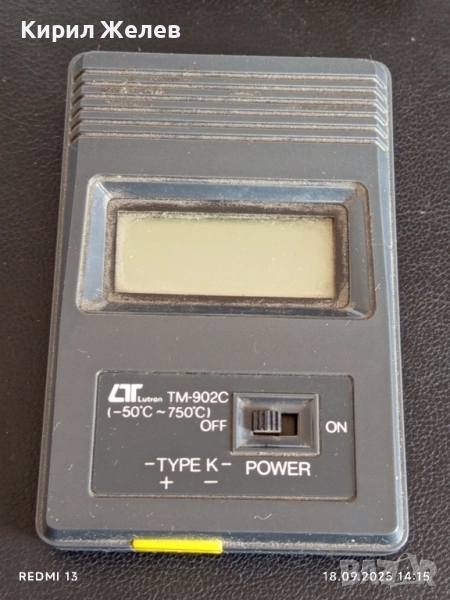 Кирил Желев
LT Lutron TM-902C
(-50℃ ~ 750℃)
OFF ON
-TYPE K- POWER
+ -
REDMI 13
18.09.2025 14:15
BAZAR